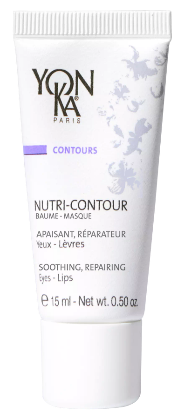 YON
KA®
PARIS
CONTOURS
NUTRI-CONTOUR
BAUME - MASQUE
APAISANT, RÉPARATEUR
Yeux - Lèvres
SOOTHING, REPAIRING
Eyes - Lips
e 15 ml - Net wt. 0.50 oz.